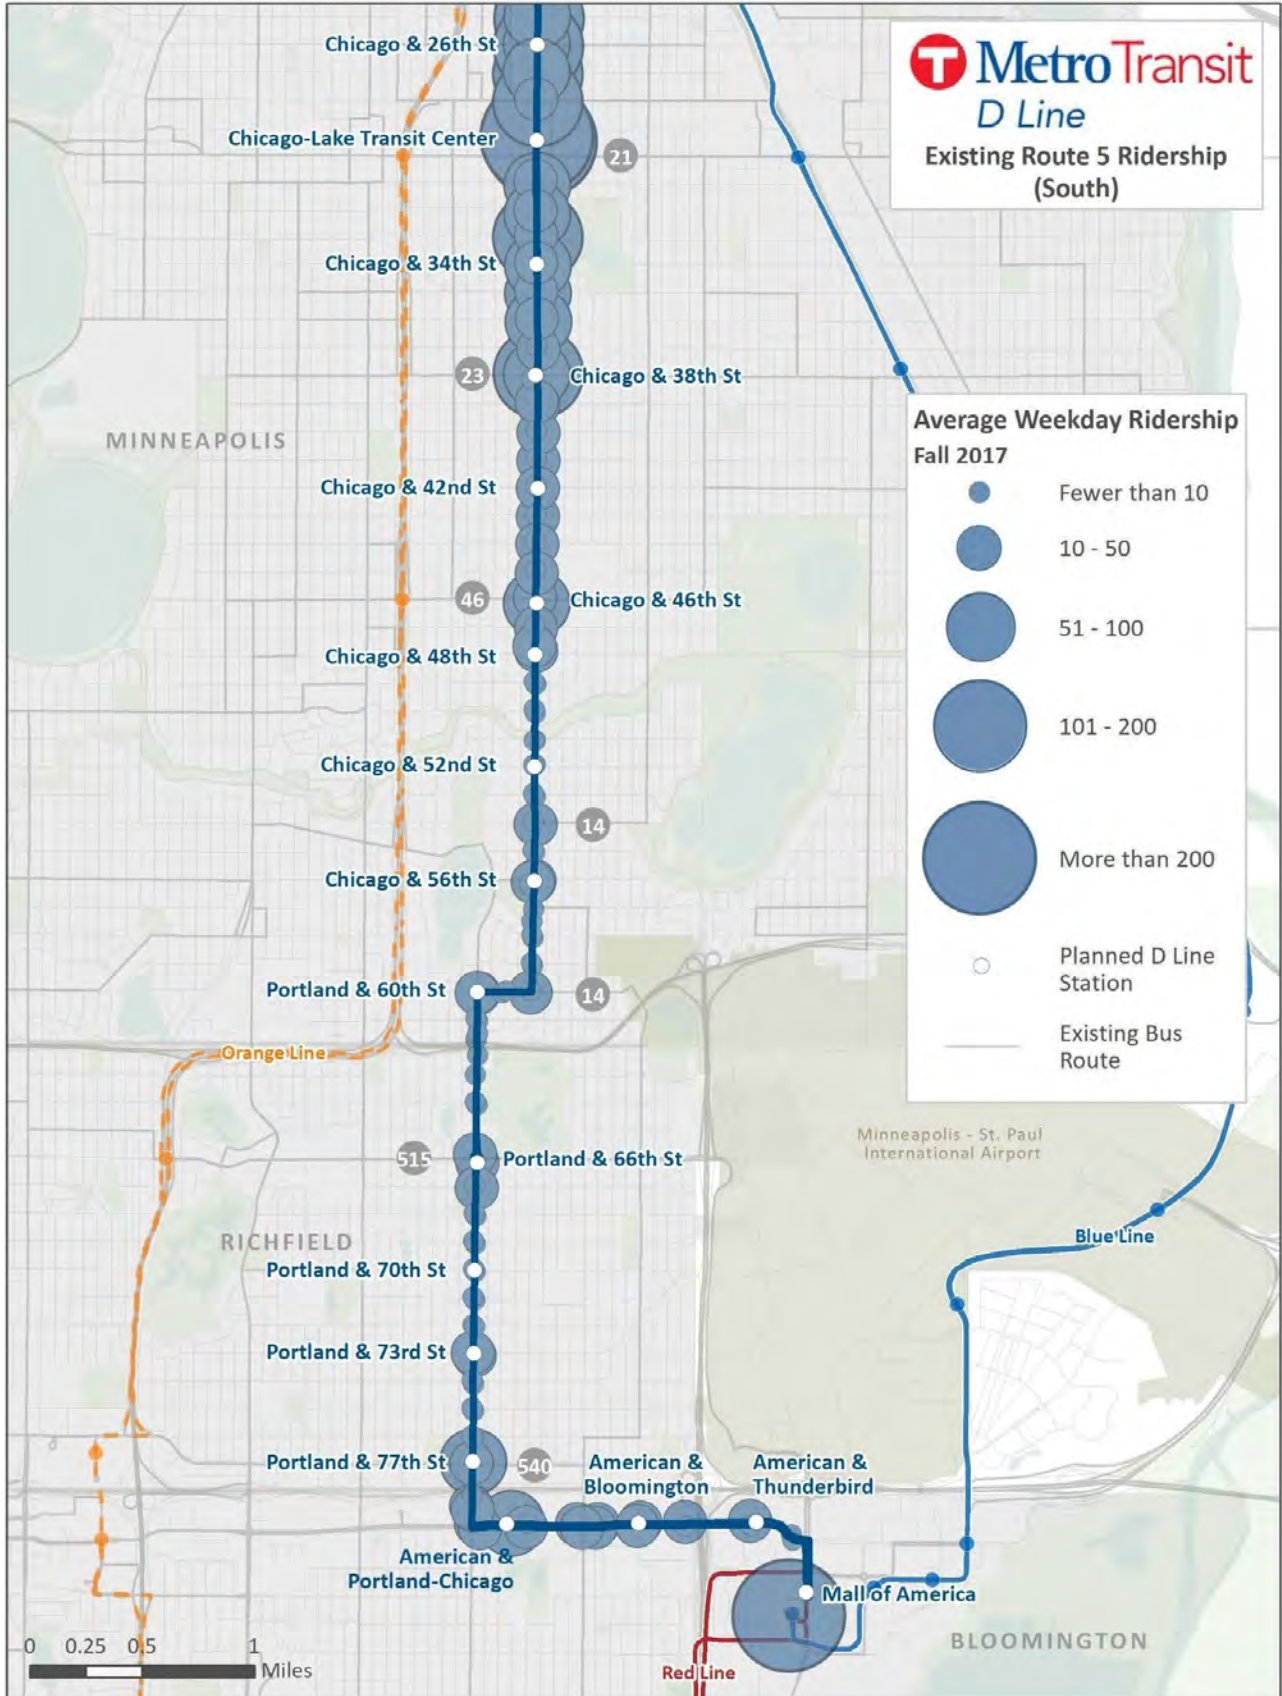 Chicago & 26th St
Chicago-Lake Transit Center
21
Chicago & 34th St
23
Chicago & 38th St
MINNEAPOLIS
Chicago & 42nd St
46
Chicago & 46th St
Chicago & 48th St
Chicago & 52nd St
14
Chicago & 56th St
Portland & 60th St
14
Orange Line
515
Portland & 66th St
RICHFIELD
Portland & 70th St
Portland & 73rd St
Portland & 77th St
540
American &
Bloomington
American &
Thunderbird
American &
Portland-Chicago
Mall of America
BLOOMINGTON
Red Line
Blue Line
Minneapolis - St. Paul
International Airport
0 0.25 0.5 1
Miles
T MetroTransit
D Line
Existing Route 5 Ridership
(South)
Average Weekday Ridership
Fall 2017
Fewer than 10
10 - 50
51 - 100
101 - 200
More than 200
Planned D Line
Station
Existing Bus
Route